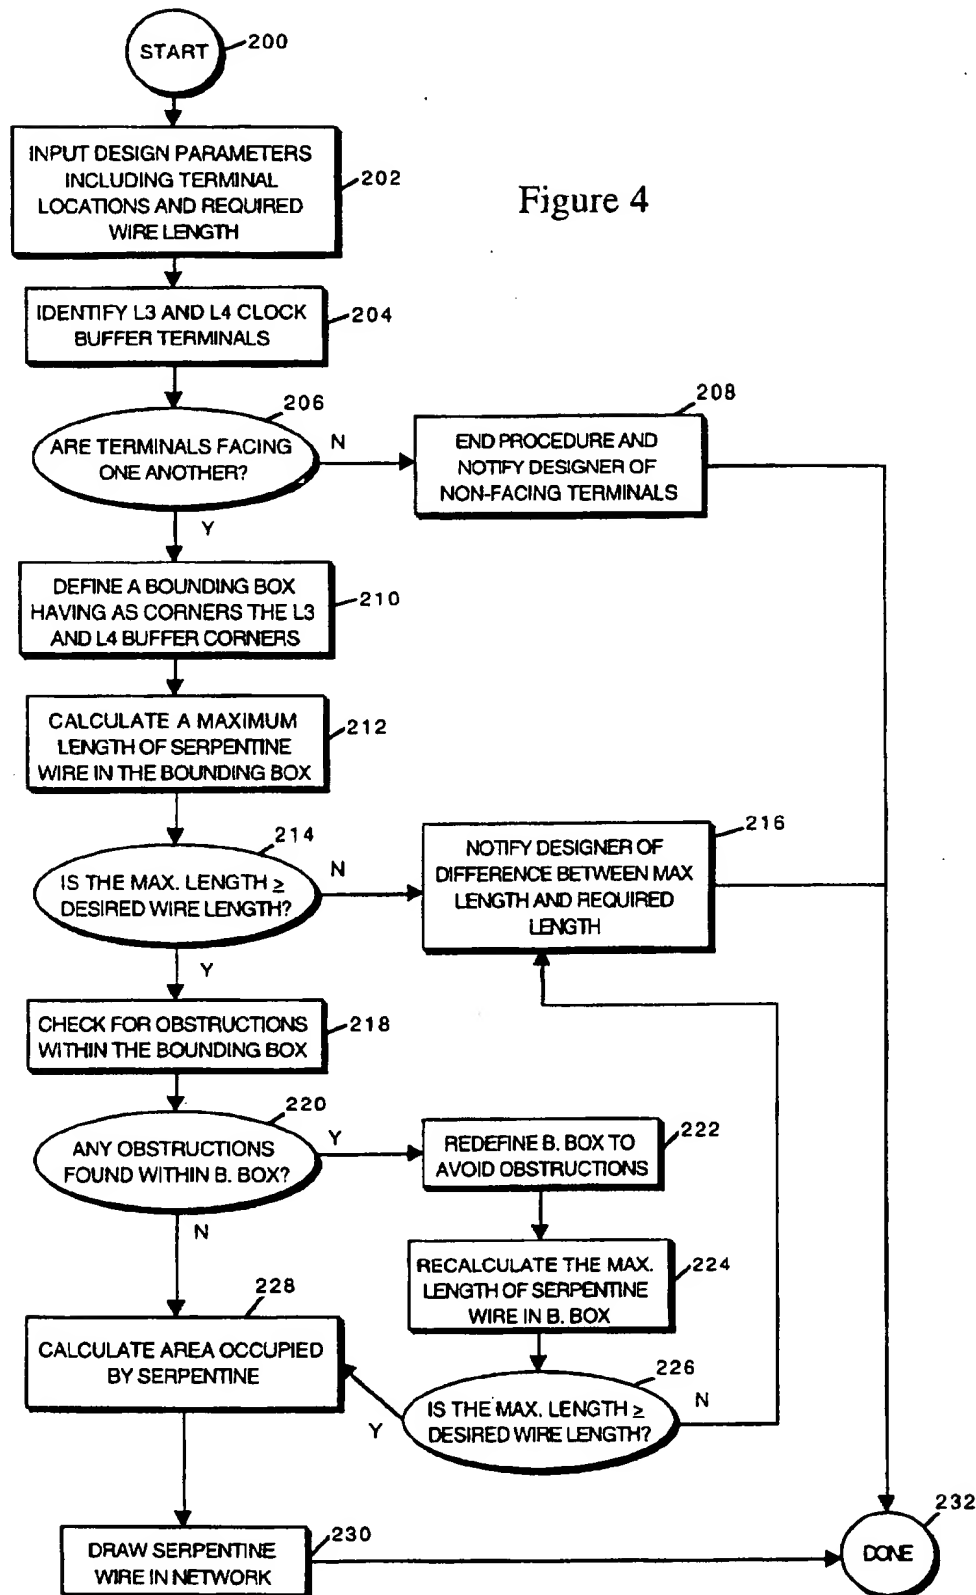 START
200
INPUT DESIGN PARAMETERS
INCLUDING TERMINAL
LOCATIONS AND REQUIRED
WIRE LENGTH
202
Figure 4
IDENTIFY L3 AND L4 CLOCK
BUFFER TERMINALS
204
206
ARE TERMINALS FACING
ONE ANOTHER?
N
Y
208
END PROCEDURE AND
NOTIFY DESIGNER OF
NON-FACING TERMINALS
DEFINE A BOUNDING BOX
HAVING AS CORNERS THE L3
AND L4 BUFFER CORNERS
210
CALCULATE A MAXIMUM
LENGTH OF SERPENTINE
WIRE IN THE BOUNDING BOX
212
214
IS THE MAX. LENGTH ≥
DESIRED WIRE LENGTH?
N
Y
216
NOTIFY DESIGNER OF
DIFFERENCE BETWEEN MAX
LENGTH AND REQUIRED
LENGTH
CHECK FOR OBSTRUCTIONS
WITHIN THE BOUNDING BOX
218
220
ANY OBSTRUCTIONS
FOUND WITHIN B. BOX?
Y
N
REDEFINE B. BOX TO
AVOID OBSTRUCTIONS
222
RECALCULATE THE MAX.
LENGTH OF SERPENTINE
WIRE IN B. BOX
224
226
IS THE MAX. LENGTH ≥
DESIRED WIRE LENGTH?
N
Y
228
CALCULATE AREA OCCUPIED
BY SERPENTINE
230
DRAW SERPENTINE
WIRE IN NETWORK
232
DONE